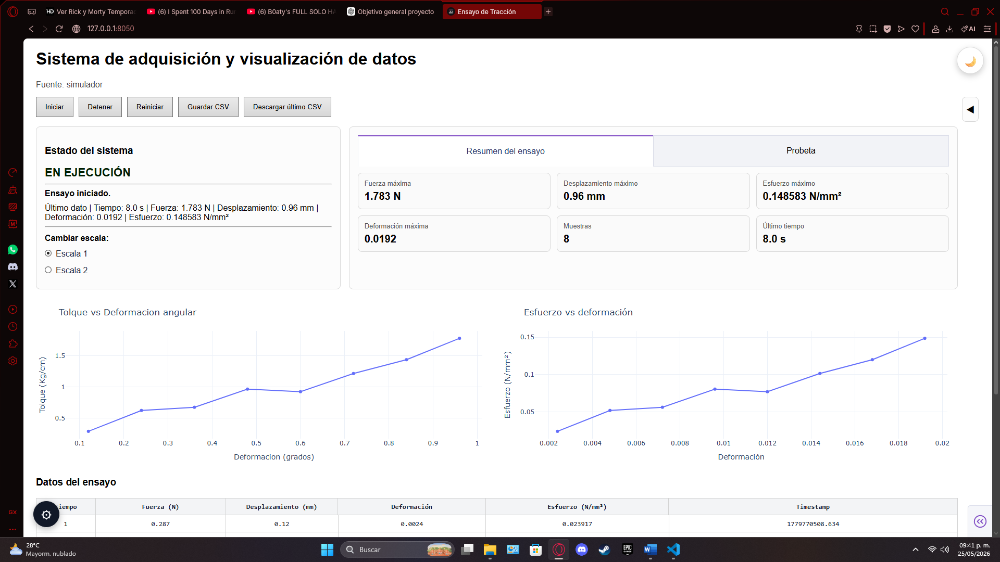 HD Ver Rick y Morty Tempora
(6) I Spent 100 Days in Ru
(6) B0aty's FULL SOLO H
Objetivo general proyecto
Ensayo de Tracción
127.0.0.1:8050
AI
Sistema de adquisición y visualización de datos
Fuente: simulador
Iniciar
Detener
Reiniciar
Guardar CSV
Descargar último CSV
Estado del sistema
EN EJECUCIÓN
Ensayo iniciado.
Último dato | Tiempo: 8.0 s | Fuerza: 1.783 N | Desplazamiento: 0.96 mm |
Deformación: 0.0192 | Esfuerzo: 0.148583 N/mm²
Cambiar escala:
Escala 1
Escala 2
Resumen del ensayo
Probeta
Fuerza máxima
1.783 N
Desplazamiento máximo
0.96 mm
Esfuerzo máximo
0.148583 N/mm²
Deformación máxima
0.0192
Muestras
8
Último tiempo
8.0 s
Tolque vs Deformacion angular
Tolque (Kg/cm)
1.5
1
0.5
0.1 0.2 0.3 0.4 0.5 0.6 0.7 0.8 0.9 1
Deformacion (grados)
Esfuerzo vs deformación
Esfuerzo (N/mm²)
0.15
0.1
0.05
0.002 0.004 0.006 0.008 0.01 0.012 0.014 0.016 0.018 0.02
Deformación
Datos del ensayo
iempo Fuerza (N) Desplazamiento (mm) Deformación Esfuerzo (N/mm²) Timestamp
1 0.287 0.12 0.0024 0.023917 1779770508.634
GX
28°C
Mayorm. nublado
Buscar
EPIC GAMES
09:41 p. m.
25/05/2026